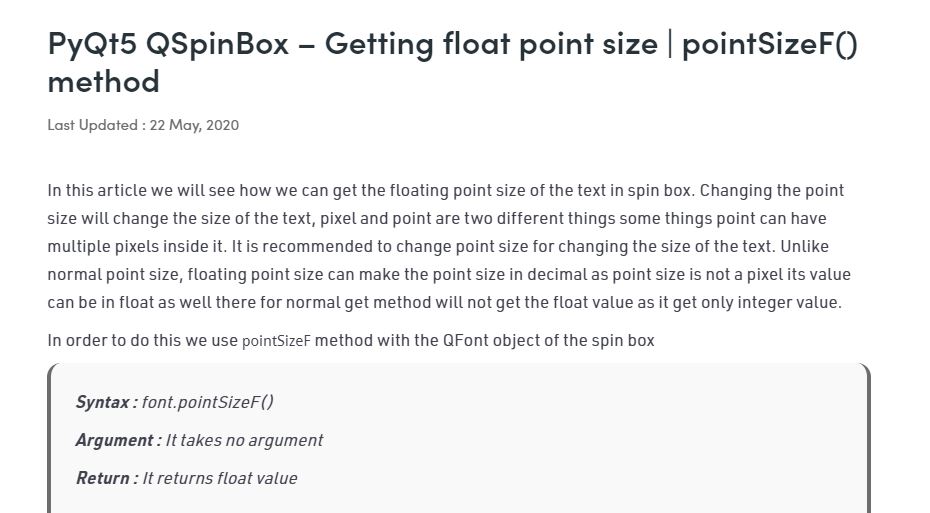 PyQt5 QSpinBox – Getting float point size | pointSizeF()
method
Last Updated : 22 May, 2020
In this article we will see how we can get the floating point size of the text in spin box. Changing the point
size will change the size of the text, pixel and point are two different things some things point can have
multiple pixels inside it. It is recommended to change point size for changing the size of the text. Unlike
normal point size, floating point size can make the point size in decimal as point size is not a pixel its value
can be in float as well there for normal get method will not get the float value as it get only integer value.
In order to do this we use pointSizeF method with the QFont object of the spin box
Syntax : font.pointSizeF()
Argument : It takes no argument
Return : It returns float value